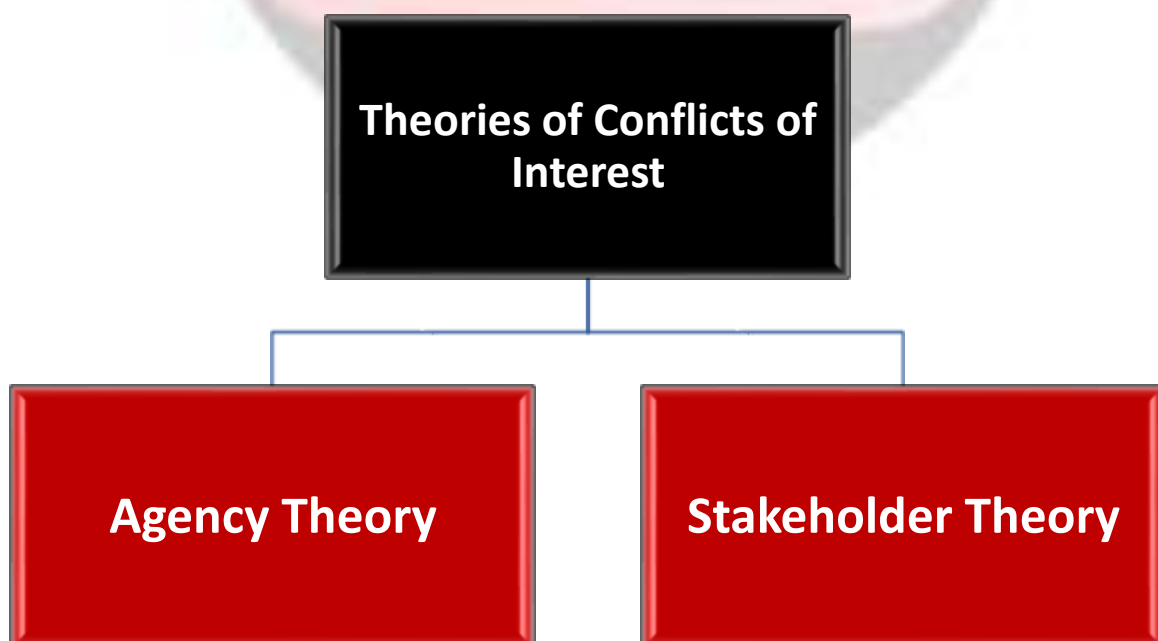 Theories of Conflicts of
Interest
Agency Theory
Stakeholder Theory